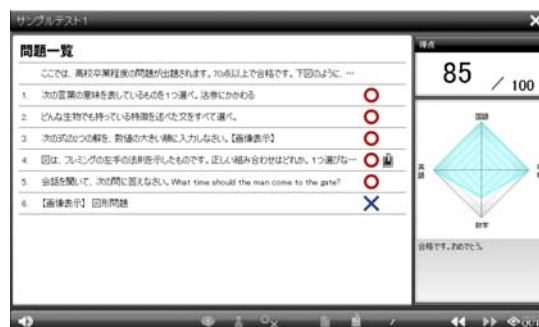 サンプルテスト1
問題一覧
ここでは、高校卒業程度の問題が出題されます。70点以上で合格です。下図のように、…
1. 次の言葉の意味を表しているものを1つ選べ。沽券にかかわる
2. どんな生物でも持っている特徴を述べた文をすべて選べ。
3. 次の式の2つの解を、数値の大きい順に入力しなさい。【画像表示】
4. 図は、フレミングの左手の法則を示したものです。正しい組み合わせはどれか。1つ選びな…
5. 会話を聞いて、次の問に答えなさい。What time should the man come to the gate?
6. 【画像表示】 図形問題
得点
85 / 100
国語
英語
数学
合格です。おめでとう。